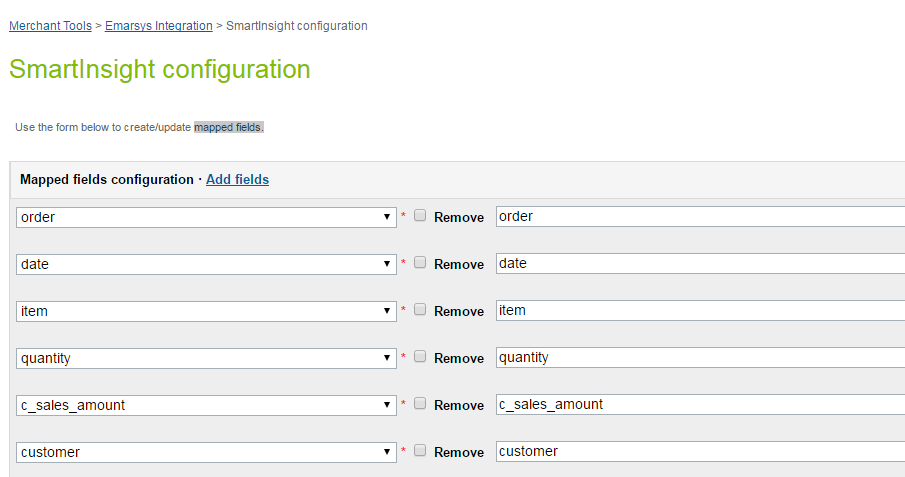 Merchant Tools > Emarsys Integration > SmartInsight configuration
SmartInsight configuration
Use the form below to create/update mapped fields.
Mapped fields configuration · Add fields
order * Remove order
date * Remove date
item * Remove item
quantity * Remove quantity
c_sales_amount * Remove c_sales_amount
customer * Remove customer